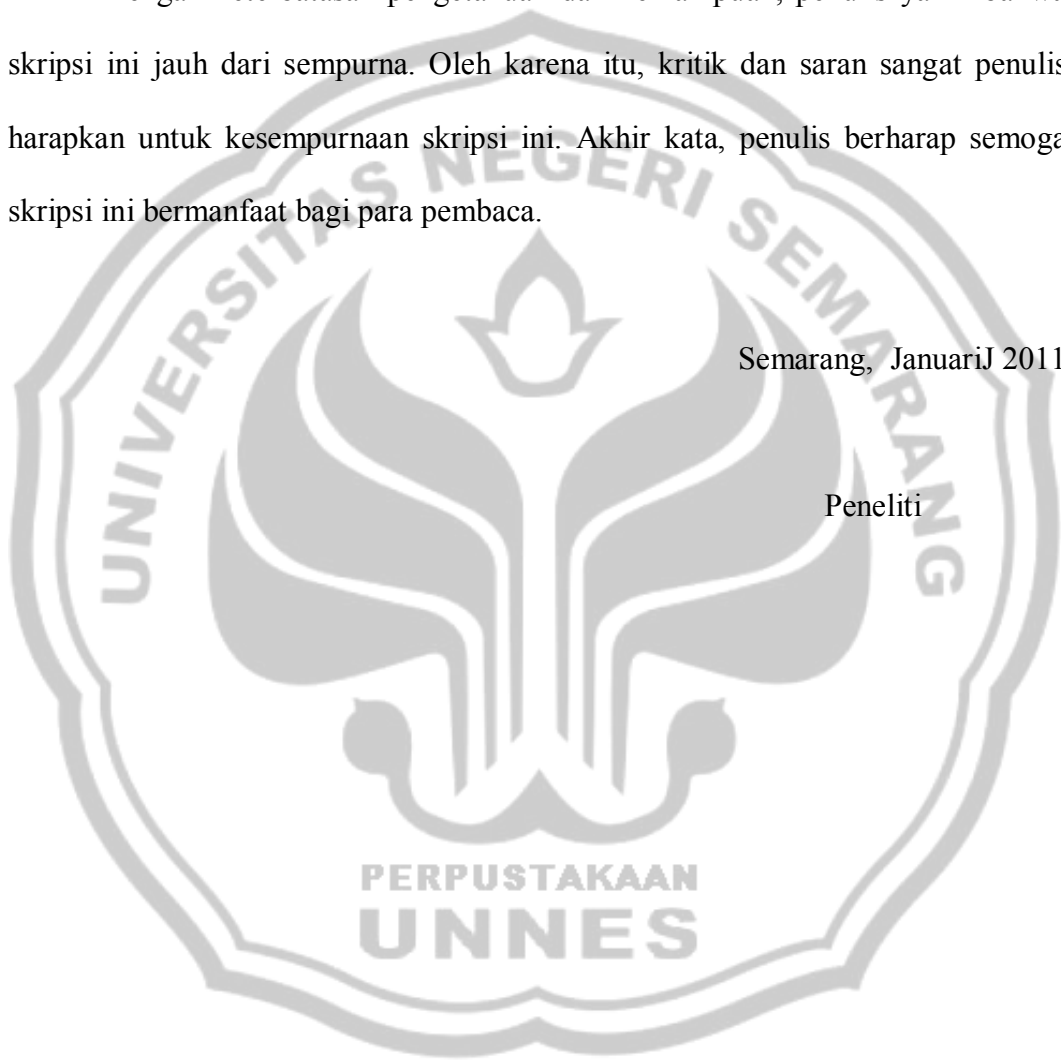 skripsi ini jauh dari sempurna. Oleh karena itu, kritik dan saran sangat penulis
harapkan untuk kesempurnaan skripsi ini. Akhir kata, penulis berharap semoga
skripsi ini bermanfaat bagi para pembaca.
UNIVERSITAS NEGERI SEMARANG
Semarang, JanuariJ 2011
Peneliti
PERPUSTAKAAN
UNNES